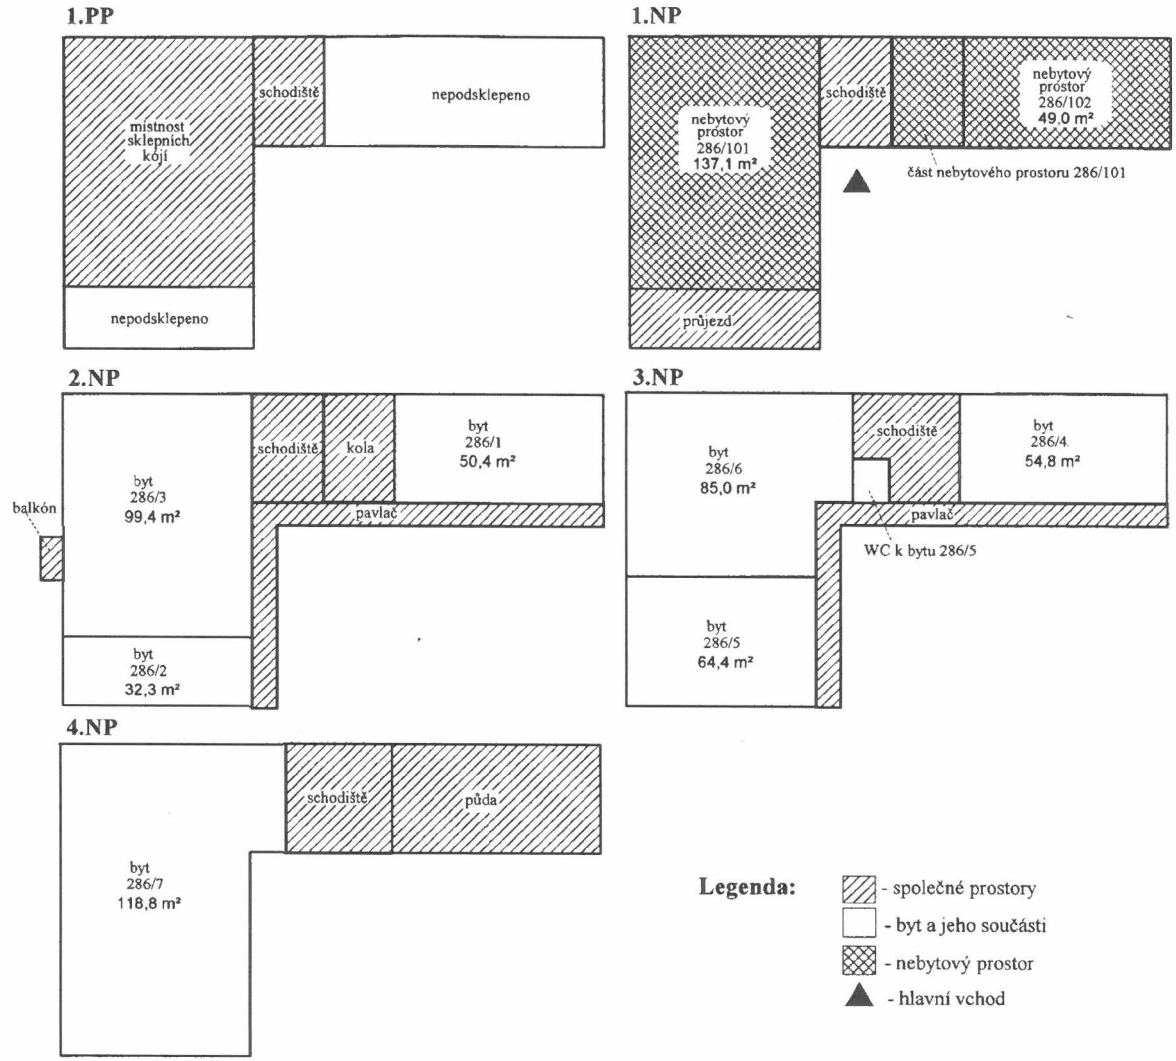 1.PP
místnost
sklepních
kójí
schodiště
nepodsklepeno
nepodsklepeno
1.NP
nebytový
prostor
286/101
137,1 m²
schodiště
nebytový
prostor
286/102
49,0 m²
část nebytového prostoru 286/101
průjezd
2.NP
byt
286/3
99,4 m²
schodiště
kola
byt
286/1
50,4 m²
balkón
pavlač
byt
286/2
32,3 m²
3.NP
byt
286/6
85,0 m²
schodiště
byt
286/4
54,8 m²
pavlač
WC k bytu 286/5
byt
286/5
64,4 m²
4.NP
schodiště
půda
byt
286/7
118,8 m²
Legenda:
- společné prostory
- byt a jeho součásti
- nebytový prostor
- hlavní vchod